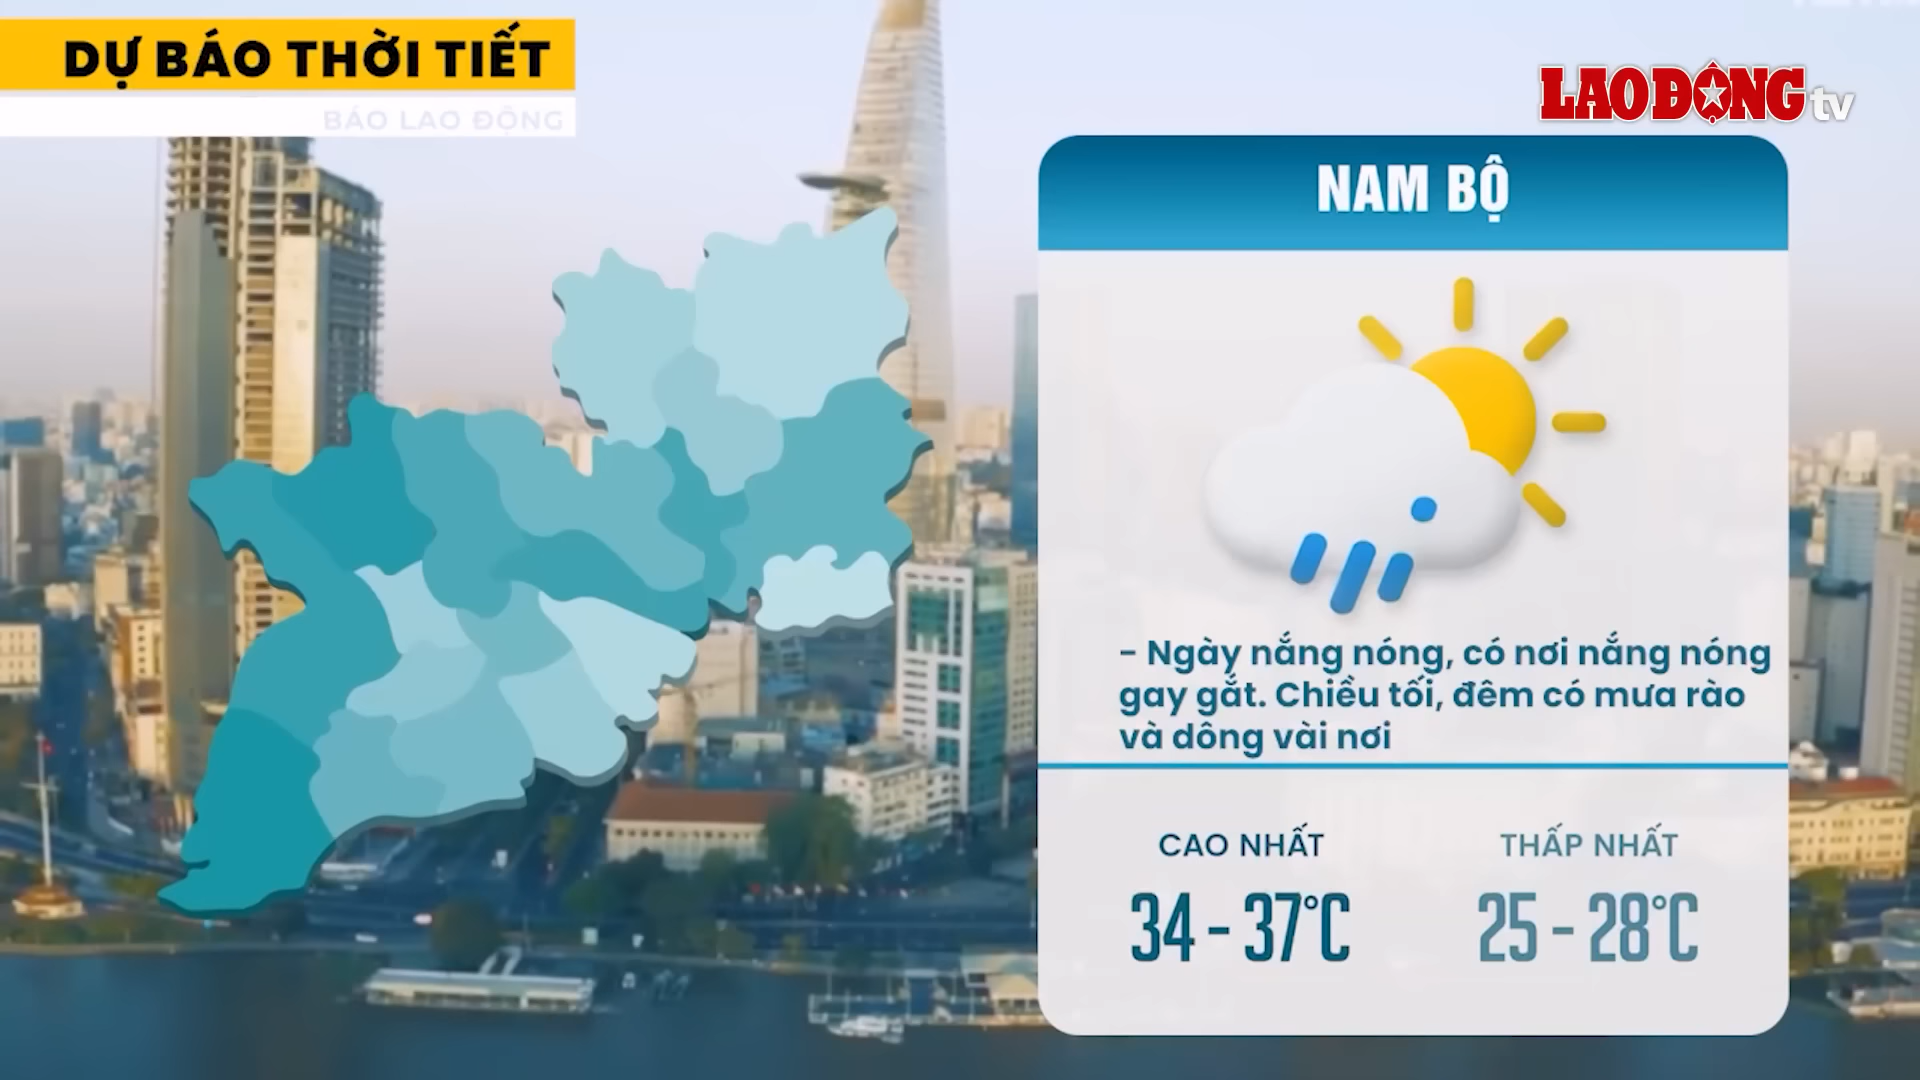 DỰ BÁO THỜI TIẾT
BÁO LAO ĐỘNG
LAO ĐỘNG tv
NAM BỘ
- Ngày nắng nóng, có nơi nắng nóng
gay gắt. Chiều tối, đêm có mưa rào
và dông vài nơi
CAO NHẤT
THẤP NHẤT
34 - 37°C
25 - 28°C